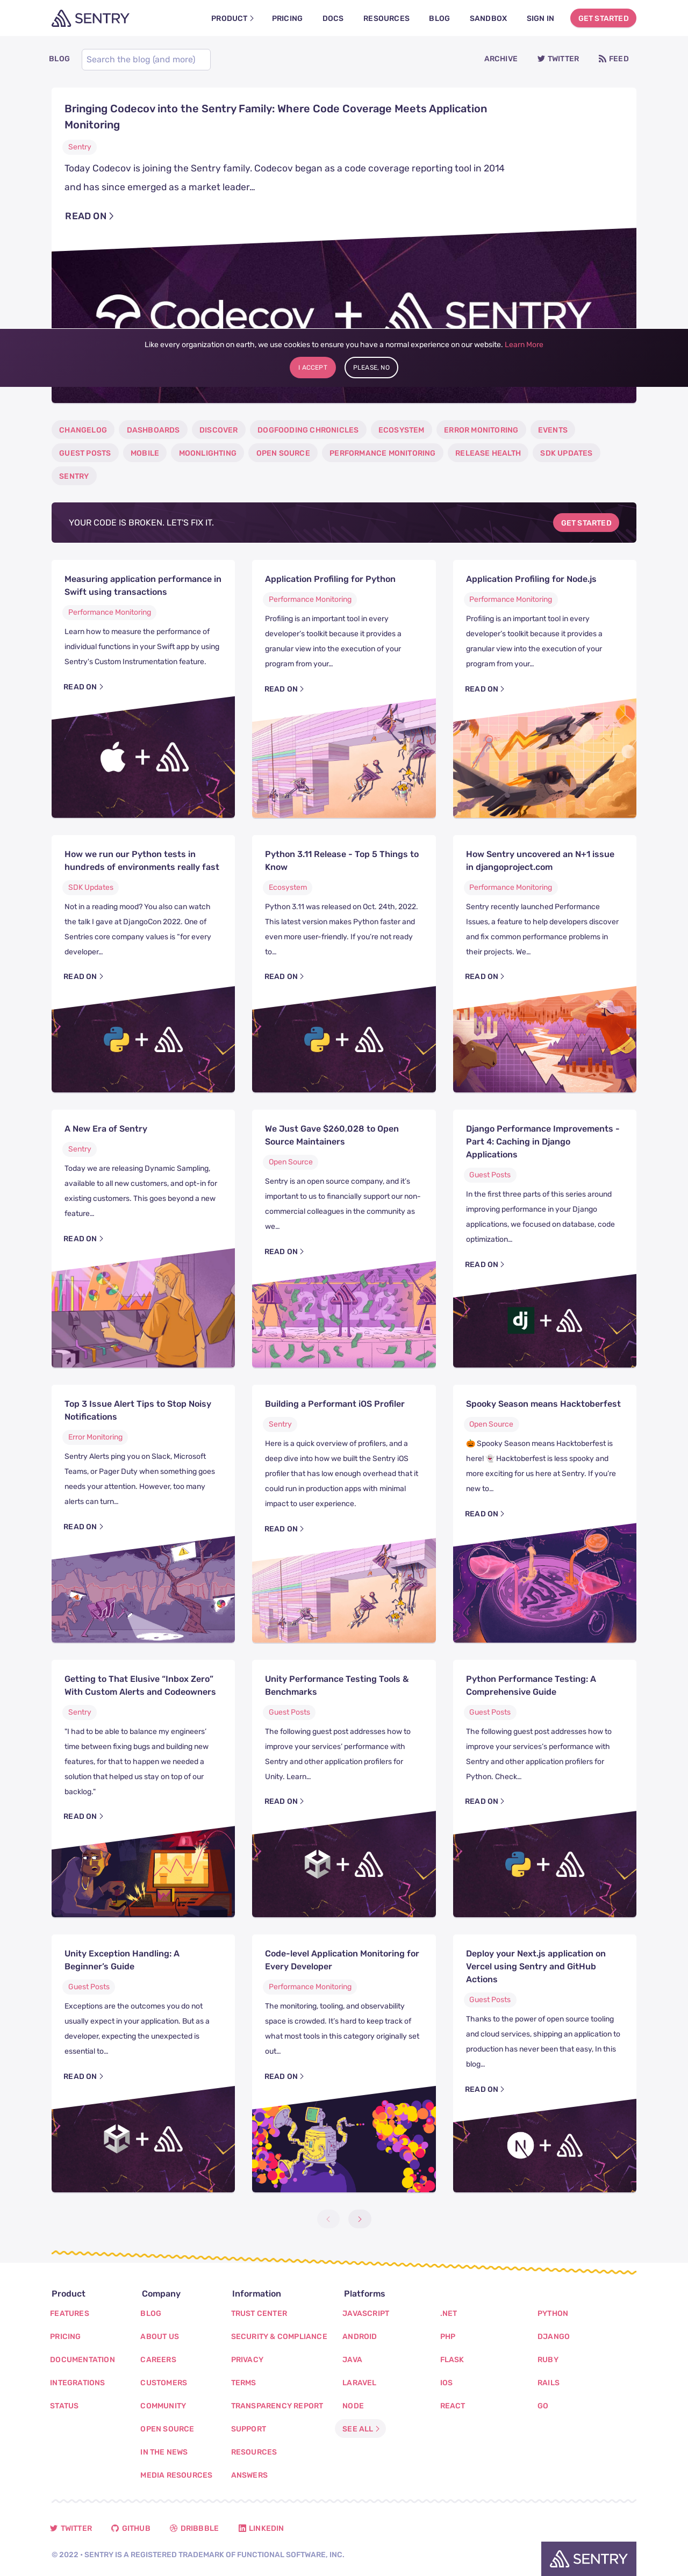 SENTRY
PRODUCT
PRICING
DOCS
RESOURCES
BLOG
SANDBOX
SIGN IN
GET STARTED
BLOG
Search the blog (and more)
ARCHIVE
TWITTER
FEED
Bringing Codecov into the Sentry Family: Where Code Coverage Meets Application
Monitoring
Sentry
Today Codecov is joining the Sentry family. Codecov began as a code coverage reporting tool in 2014
and has since emerged as a market leader…
READ ON
Codecov + SENTRY
Like every organization on earth, we use cookies to ensure you have a normal experience on our website. Learn More
I ACCEPT
PLEASE, NO
CHANGELOG
DASHBOARDS
DISCOVER
DOGFOODING CHRONICLES
ECOSYSTEM
ERROR MONITORING
EVENTS
GUEST POSTS
MOBILE
MOONLIGHTING
OPEN SOURCE
PERFORMANCE MONITORING
RELEASE HEALTH
SDK UPDATES
SENTRY
YOUR CODE IS BROKEN. LET'S FIX IT.
GET STARTED
Measuring application performance in
Swift using transactions
Performance Monitoring
Learn how to measure the performance of
individual functions in your Swift app by using
Sentry's Custom Instrumentation feature.
READ ON
Application Profiling for Python
Performance Monitoring
Profiling is an important tool in every
developer's toolkit because it provides a
granular view into the execution of your
program from your…
READ ON
Application Profiling for Node.js
Performance Monitoring
Profiling is an important tool in every
developer's toolkit because it provides a
granular view into the execution of your
program from your…
READ ON
How we run our Python tests in
hundreds of environments really fast
SDK Updates
Not in a reading mood? You also can watch
the talk I gave at DjangoCon 2022. One of
Sentries core company values is "for every
developer…
READ ON
Python 3.11 Release - Top 5 Things to
Know
Ecosystem
Python 3.11 was released on Oct. 24th, 2022.
This latest version makes Python faster and
even more user-friendly. If you're not ready
to…
READ ON
How Sentry uncovered an N+1 issue
in djangoproject.com
Performance Monitoring
Sentry recently launched Performance
Issues, a feature to help developers discover
and fix common performance problems in
their projects. We…
READ ON
A New Era of Sentry
Sentry
Today we are releasing Dynamic Sampling,
available to all new customers, and opt-in for
existing customers. This goes beyond a new
feature…
READ ON
We Just Gave $260,028 to Open
Source Maintainers
Open Source
Sentry is an open source company, and it's
important to us to financially support our non-
commercial colleagues in the community as
we…
READ ON
2022
Django Performance Improvements -
Part 4: Caching in Django
Applications
Guest Posts
In the first three parts of this series around
improving performance in your Django
applications, we focused on database, code
optimization…
READ ON
dj
Top 3 Issue Alert Tips to Stop Noisy
Notifications
Error Monitoring
Sentry Alerts ping you on Slack, Microsoft
Teams, or Pager Duty when something goes
needs your attention. However, too many
alerts can turn…
READ ON
Building a Performant iOS Profiler
Sentry
Here is a quick overview of profilers, and a
deep dive into how we built the Sentry iOS
profiler that has low enough overhead that it
could run in production apps with minimal
impact to user experience.
READ ON
Spooky Season means Hacktoberfest
Open Source
🎃 Spooky Season means Hacktoberfest is
here! 👻 Hacktoberfest is less spooky and
more exciting for us here at Sentry. If you're
new to…
READ ON
Getting to That Elusive "Inbox Zero"
With Custom Alerts and Codeowners
Sentry
"I had to be able to balance my engineers'
time between fixing bugs and building new
features, for that to happen we needed a
solution that helped us stay on top of our
backlog."
READ ON
Unity Performance Testing Tools &
Benchmarks
Guest Posts
The following guest post addresses how to
improve your services' performance with
Sentry and other application profilers for
Unity. Learn…
READ ON
Python Performance Testing: A
Comprehensive Guide
Guest Posts
The following guest post addresses how to
improve your services's performance with
Sentry and other application profilers for
Python. Check…
READ ON
Unity Exception Handling: A
Beginner's Guide
Guest Posts
Exceptions are the outcomes you do not
usually expect in your application. But as a
developer, expecting the unexpected is
essential to…
READ ON
Code-level Application Monitoring for
Every Developer
Performance Monitoring
The monitoring, tooling, and observability
space is crowded. It's hard to keep track of
what most tools in this category originally set
out…
READ ON
Deploy your Next.js application on
Vercel using Sentry and GitHub
Actions
Guest Posts
Thanks to the power of open source tooling
and cloud services, shipping an application to
production has never been that easy, In this
blog…
READ ON
N
Product
FEATURES
PRICING
DOCUMENTATION
INTEGRATIONS
STATUS
Company
BLOG
ABOUT US
CAREERS
CUSTOMERS
COMMUNITY
OPEN SOURCE
IN THE NEWS
MEDIA RESOURCES
Information
TRUST CENTER
SECURITY & COMPLIANCE
PRIVACY
TERMS
TRANSPARENCY REPORT
SUPPORT
RESOURCES
ANSWERS
Platforms
JAVASCRIPT
ANDROID
JAVA
LARAVEL
NODE
SEE ALL
.NET
PHP
FLASK
IOS
REACT
PYTHON
DJANGO
RUBY
RAILS
GO
TWITTER
GITHUB
DRIBBBLE
LINKEDIN
© 2022 • SENTRY IS A REGISTERED TRADEMARK OF FUNCTIONAL SOFTWARE, INC.
SENTRY